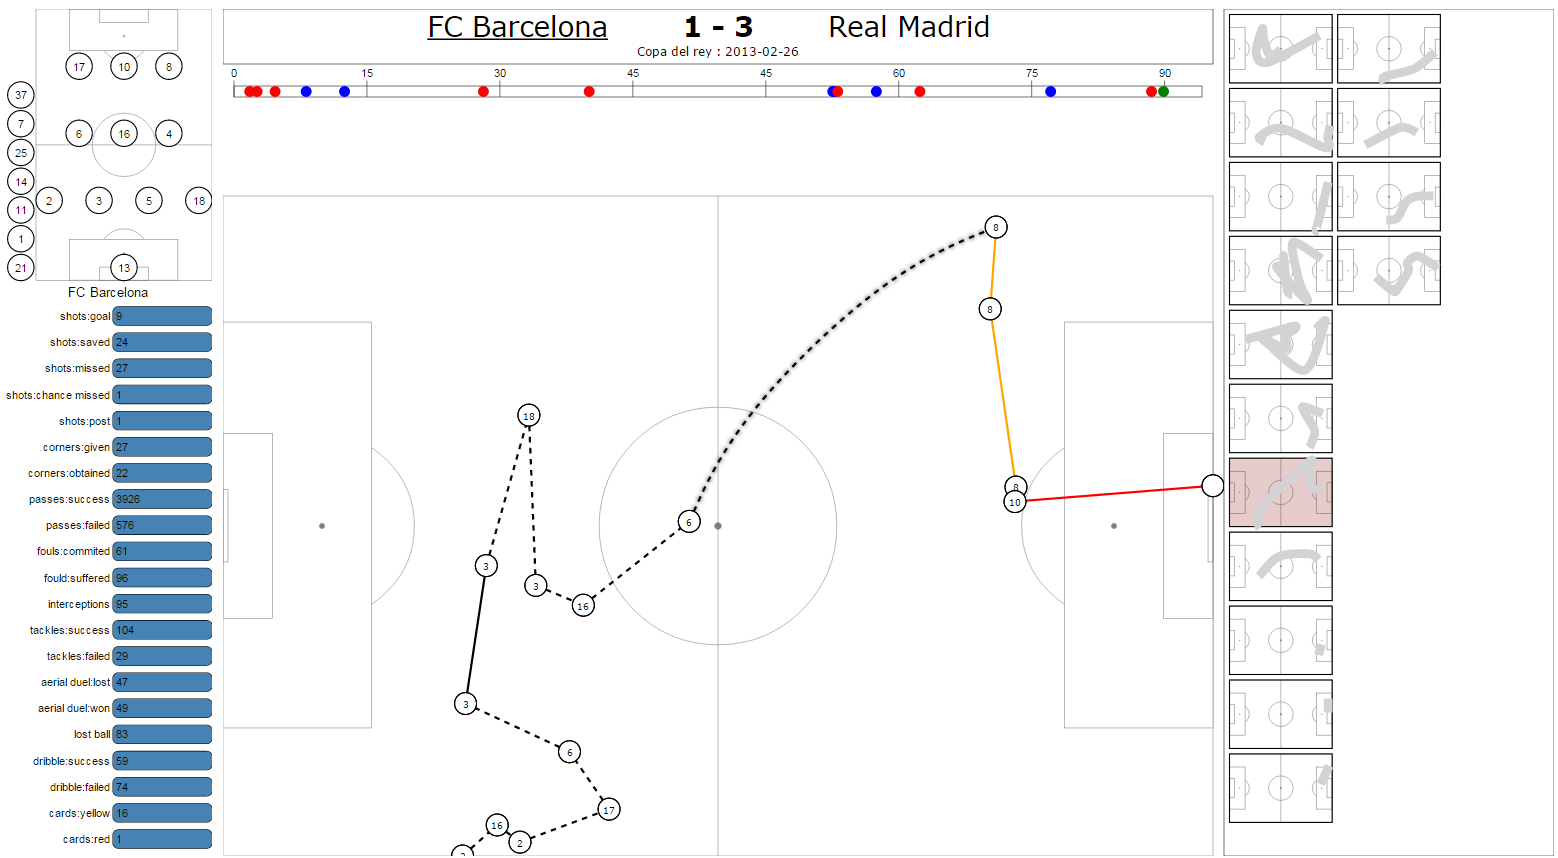 FC Barcelona 1 - 3 Real Madrid
Copa del rey : 2013-02-26
0 15 30 45 45 60 75 90
17 10 8
37
7
6 16 4
25
14
2 3 5 18
11
1
21
13
FC Barcelona
shots:goal 9
shots:saved 24
shots:missed 27
shots:chance missed 1
shots:post 1
corners:given 27
corners:obtained 22
passes:success 3926
passes:failed 576
fouls:commited 61
fould:suffered 96
interceptions 95
tackles:success 104
tackles:failed 29
aerial duel:lost 47
aerial duel:won 49
lost ball 83
dribble:success 59
dribble:failed 74
cards:yellow 16
cards:red 1
8
8
18
8
10
6
3
3
16
3
6
17
16
2